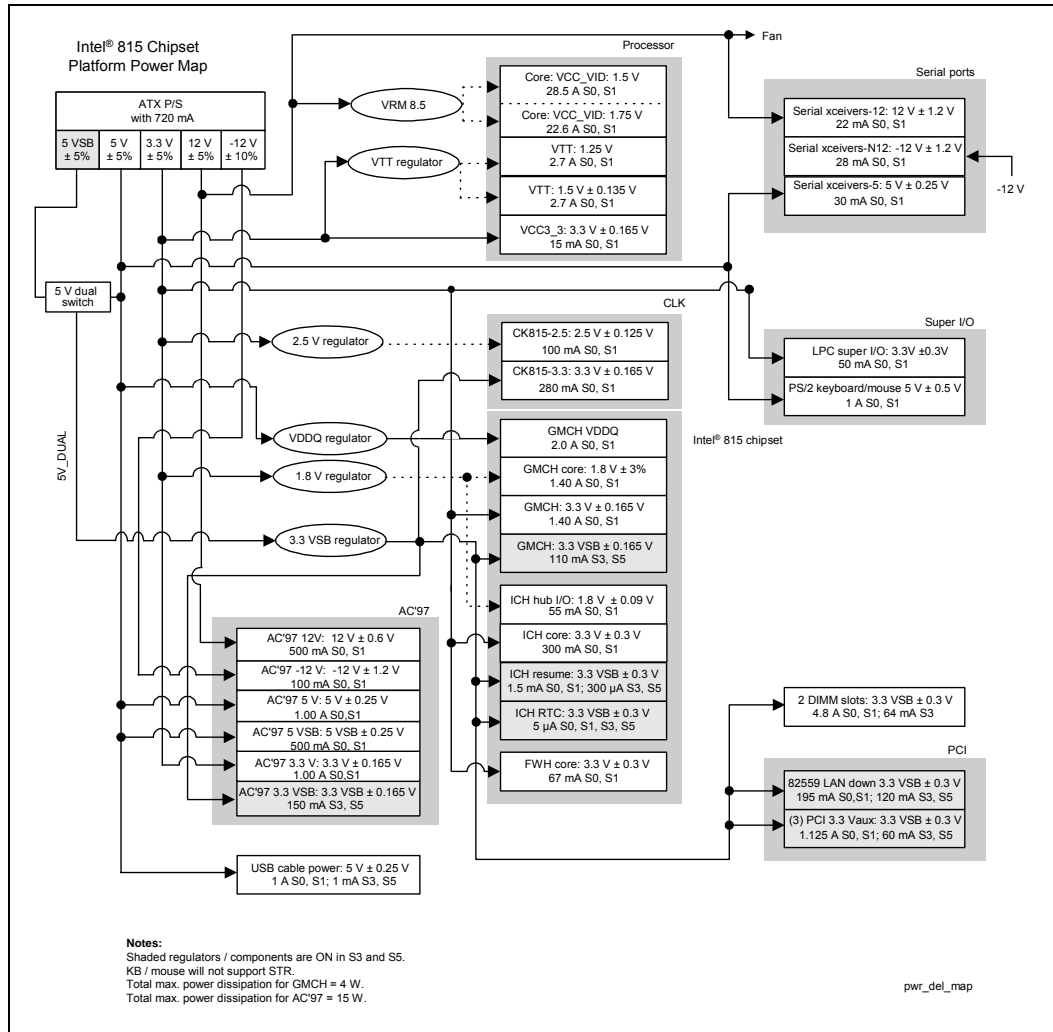 Intel® 815 Chipset
Platform Power Map
ATX P/S
with 720 mA
5 VSB
± 5%
5 V
± 5%
3.3 V
± 5%
12 V
± 5%
-12 V
± 10%
Fan
Processor
VRM 8.5
Core: VCC_VID: 1.5 V
28.5 A S0, S1
Core: VCC_VID: 1.75 V
22.6 A S0, S1
VTT regulator
VTT: 1.25 V
2.7 A S0, S1
VTT: 1.5 V ± 0.135 V
2.7 A S0, S1
VCC3_3: 3.3 V ± 0.165 V
15 mA S0, S1
Serial ports
Serial xceivers-12: 12 V ± 1.2 V
22 mA S0, S1
Serial xceivers-N12: -12 V ± 1.2 V
28 mA S0, S1
Serial xceivers-5: 5 V ± 0.25 V
30 mA S0, S1
-12 V
5 V dual
switch
CLK
2.5 V regulator
CK815-2.5: 2.5 V ± 0.125 V
100 mA S0, S1
CK815-3.3: 3.3 V ± 0.165 V
280 mA S0, S1
Super I/O
LPC super I/O: 3.3V ±0.3V
50 mA S0, S1
PS/2 keyboard/mouse 5 V ± 0.5 V
1 A S0, S1
5V_DUAL
VDDQ regulator
1.8 V regulator
3.3 VSB regulator
Intel® 815 chipset
GMCH VDDQ
2.0 A S0, S1
GMCH core: 1.8 V ± 3%
1.40 A S0, S1
GMCH: 3.3 V ± 0.165 V
1.40 A S0, S1
GMCH: 3.3 VSB ± 0.165 V
110 mA S3, S5
ICH hub I/O: 1.8 V ± 0.09 V
55 mA S0, S1
ICH core: 3.3 V ± 0.3 V
300 mA S0, S1
ICH resume: 3.3 VSB ± 0.3 V
1.5 mA S0, S1; 300 µA S3, S5
ICH RTC: 3.3 VSB ± 0.3 V
5 µA S0, S1, S3, S5
FWH core: 3.3 V ± 0.3 V
67 mA S0, S1
AC'97
AC'97 12V: 12 V ± 0.6 V
500 mA S0, S1
AC'97 -12 V: -12 V ± 1.2 V
100 mA S0, S1
AC'97 5 V: 5 V ± 0.25 V
1.00 A S0,S1
AC'97 5 VSB: 5 VSB ± 0.25 V
500 mA S0, S1
AC'97 3.3 V: 3.3 V ± 0.165 V
1.00 A S0,S1
AC'97 3.3 VSB: 3.3 VSB ± 0.165 V
150 mA S3, S5
2 DIMM slots: 3.3 VSB ± 0.3 V
4.8 A S0, S1; 64 mA S3
PCI
82559 LAN down 3.3 VSB ± 0.3 V
195 mA S0,S1; 120 mA S3, S5
(3) PCI 3.3 Vaux: 3.3 VSB ± 0.3 V
1.125 A S0, S1; 60 mA S3, S5
USB cable power: 5 V ± 0.25 V
1 A S0, S1; 1 mA S3, S5
Notes:
Shaded regulators / components are ON in S3 and S5.
KB / mouse will not support STR.
Total max. power dissipation for GMCH = 4 W.
Total max. power dissipation for AC'97 = 15 W.
pwr_del_map